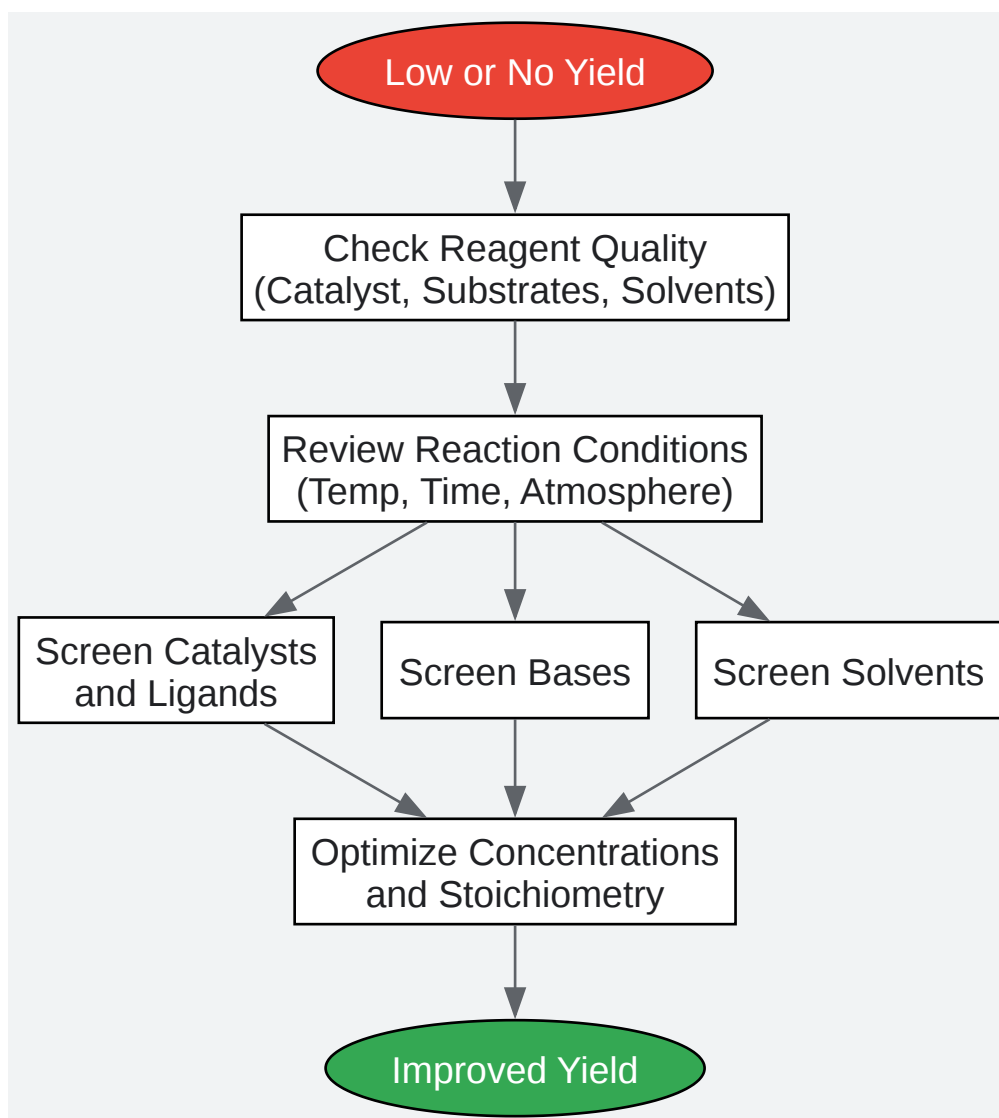 Low or No Yield
Check Reagent Quality
(Catalyst, Substrates, Solvents)
Review Reaction Conditions
(Temp, Time, Atmosphere)
Screen Catalysts
and Ligands
Screen Bases
Screen Solvents
Optimize Concentrations
and Stoichiometry
Improved Yield